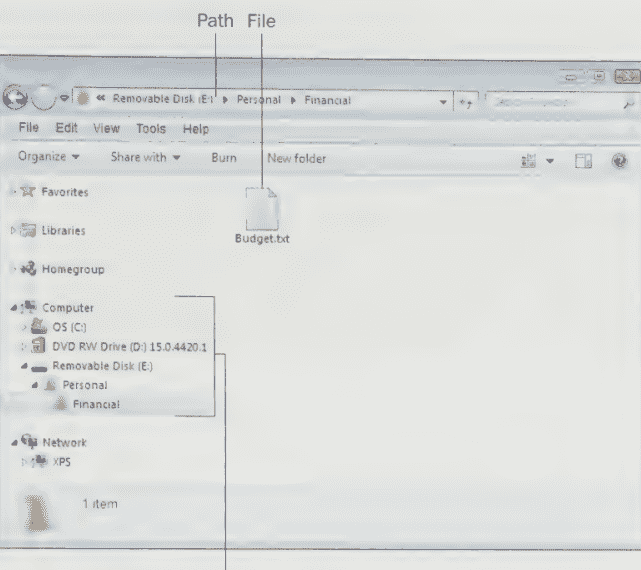 Path File
« Removable Disk (E:) ▸ Personal ▸ Financial
File Edit View Tools Help
Organize ▾ Share with ▾ Burn New folder
Favorites
Budget.txt
Libraries
Homegroup
Computer
OS (C:)
DVD RW Drive (D:) 15.0.4420.1
Removable Disk (E:)
Personal
Financial
Network
XPS
1 item